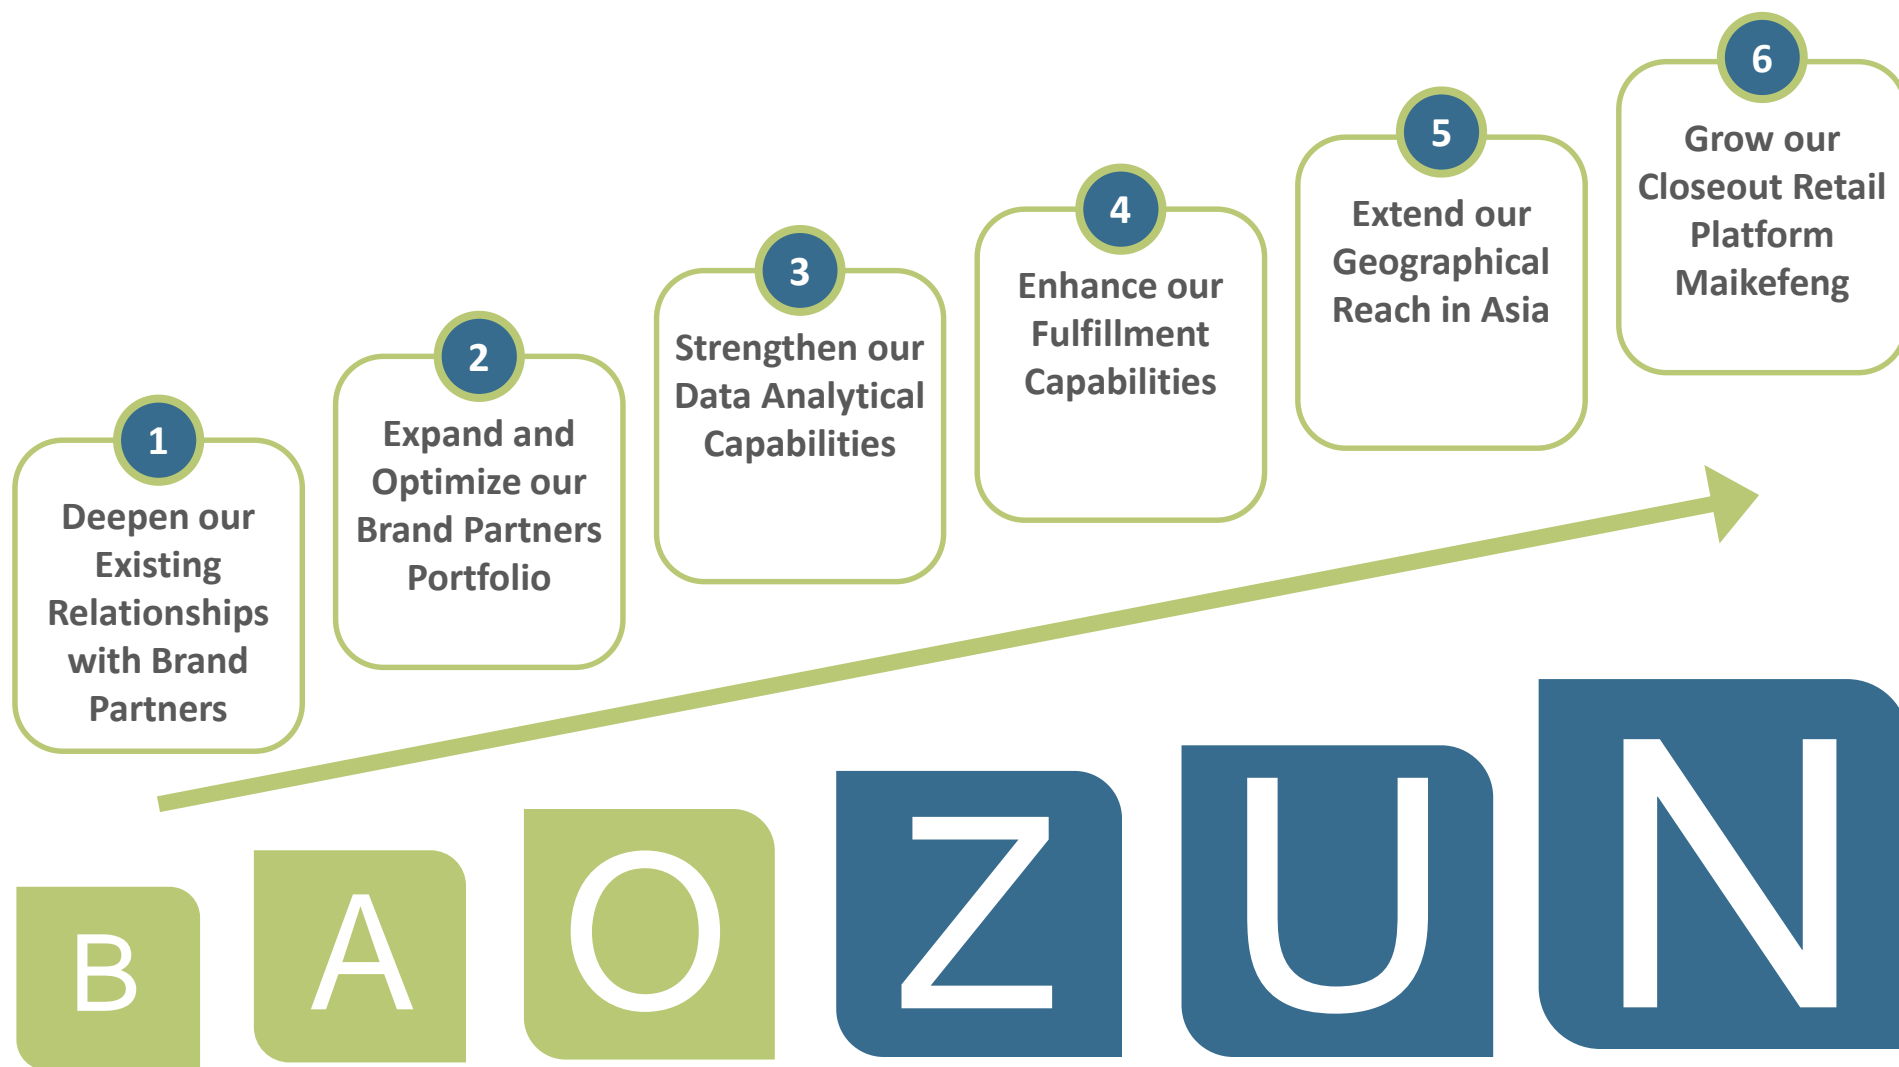 1
Deepen our
Existing
Relationships
with Brand
Partners
2
Expand and
Optimize our
Brand Partners
Portfolio
3
Strengthen our
Data Analytical
Capabilities
4
Enhance our
Fulfillment
Capabilities
5
Extend our
Geographical
Reach in Asia
6
Grow our
Closeout Retail
Platform
Maikefeng
B A O Z U N